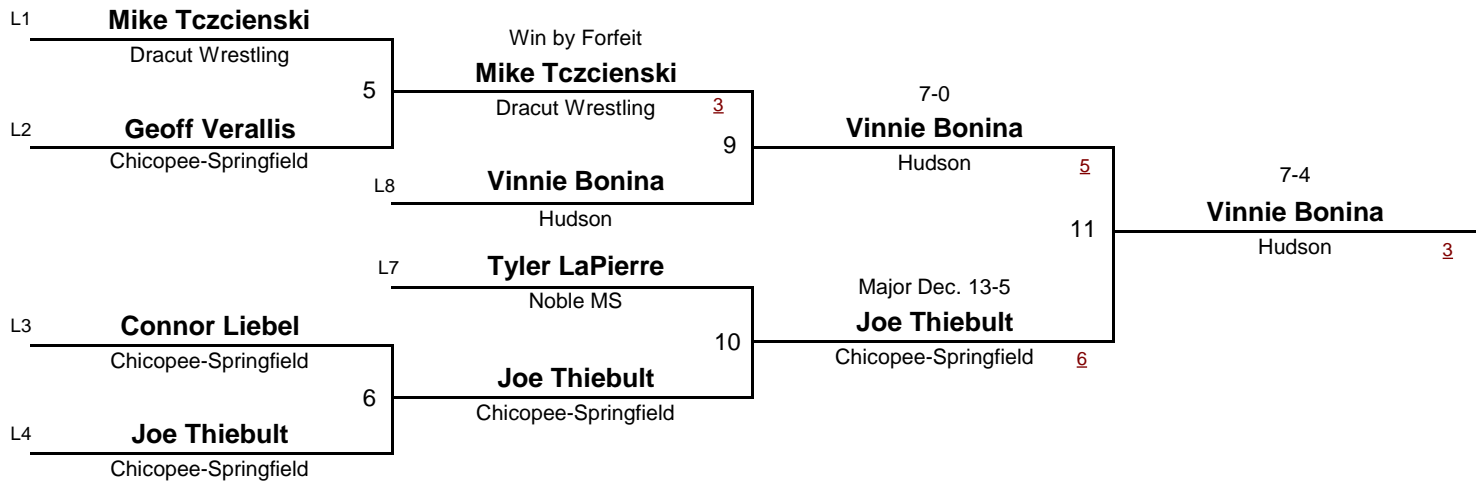 L1
Mike Tczcienski
Dracut Wrestling
5
L2
Geoff Verallis
Chicopee-Springfield
Win by Forfeit
Mike Tczcienski
Dracut Wrestling
3
9
L8
Vinnie Bonina
Hudson
7-0
Vinnie Bonina
Hudson
5
11
7-4
Vinnie Bonina
Hudson
3
L7
Tyler LaPierre
Noble MS
10
Major Dec. 13-5
Joe Thiebult
Chicopee-Springfield
6
L3
Connor Liebel
Chicopee-Springfield
6
Joe Thiebult
Chicopee-Springfield
L4
Joe Thiebult
Chicopee-Springfield